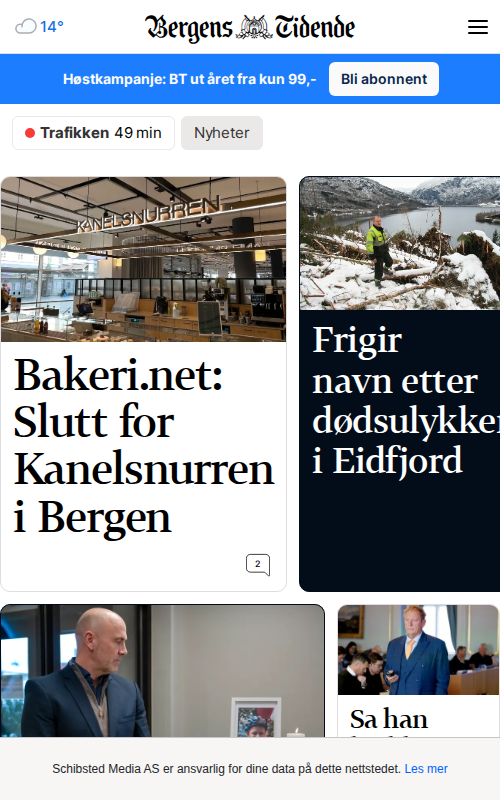 14°
Bergens Tidende
Høstkampanje: BT ut året fra kun 99,-
Bli abonnent
Trafikken 49 min
Nyheter
KANELSNURREN
Bakeri.net:
Slutt for
Kanelsnurren
i Bergen
2
Frigir
navn etter
dødsulykken
i Eidfjord
Sa han
Schibsted Media AS er ansvarlig for dine data på dette nettstedet. Les mer